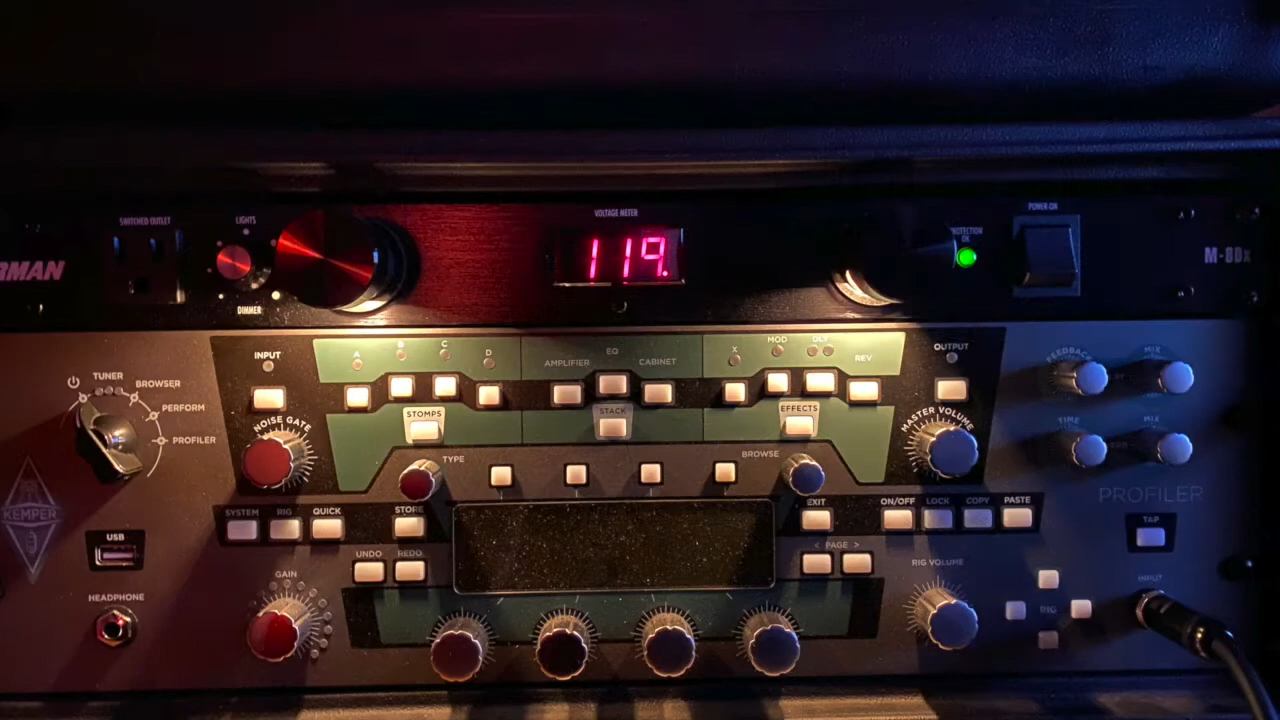 SWITCHED OUTLET
LIGHTS
VOLTAGE METER
POWER ON
PROTECTION OK
RMAN
119.
M-8Dx
DIMMER
INPUT
A
B
C
D
AMPLIFIER
EQ
CABINET
X
MOD
DLY
REV
OUTPUT
FEEDBACK
MIX
TUNER
BROWSER
PERFORM
PROFILER
NOISE GATE
STOMPS
STACK
EFFECTS
MASTER VOLUME
TIME
MIX
TYPE
BROWSE
PROFILER
KEMPER
SYSTEM
RIG
QUICK
STORE
EXIT
ON/OFF
LOCK
COPY
PASTE
TAP
USB
UNDO
REDO
< PAGE >
RIG VOLUME
GAIN
INPUT
HEADPHONE
RIG